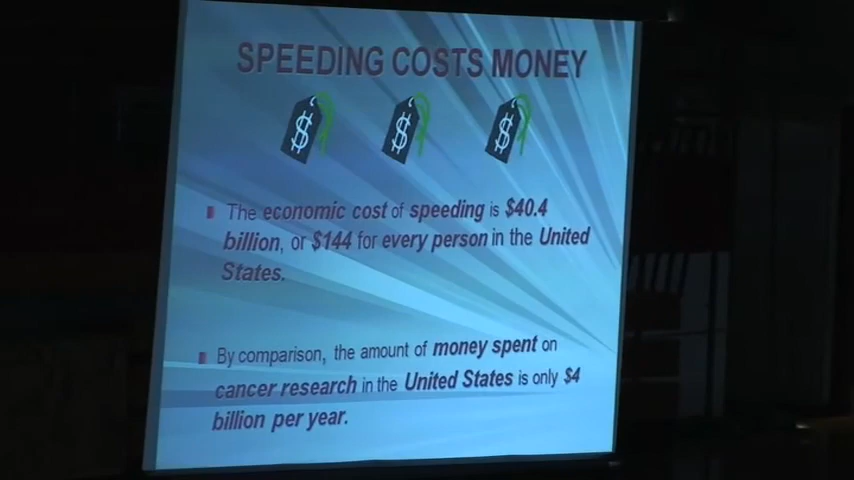 SPEEDING COSTS MONEY
$ $ $
The economic cost of speeding is $40.4
billion, or $144 for every person in the United
States.
By comparison, the amount of money spent on
cancer research in the United States is only $4
billion per year.